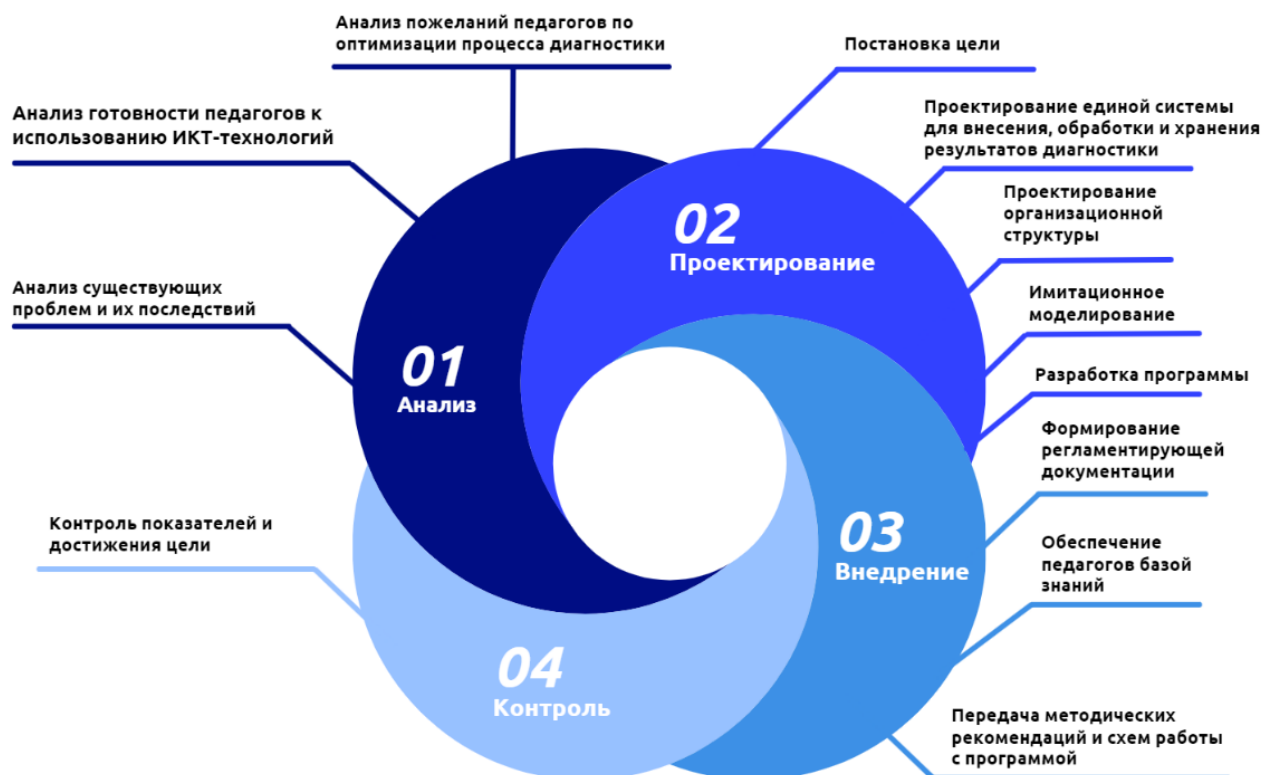 Анализ пожеланий педагогов по
оптимизации процесса диагностики
Анализ готовности педагогов к
использованию ИКТ-технологий
Анализ существующих
проблем и их последствий
01
Анализ
Постановка цели
Проектирование единой системы
для внесения, обработки и хранения
результатов диагностики
Проектирование
организационной
структуры
Имитационное
моделирование
Разработка программы
02
Проектирование
Формирование
регламентирующей
документации
Обеспечение
педагогов базой
знаний
Передача методических
рекомендаций и схем работы
с программой
03
Внедрение
Контроль показателей и
достижения цели
04
Контроль